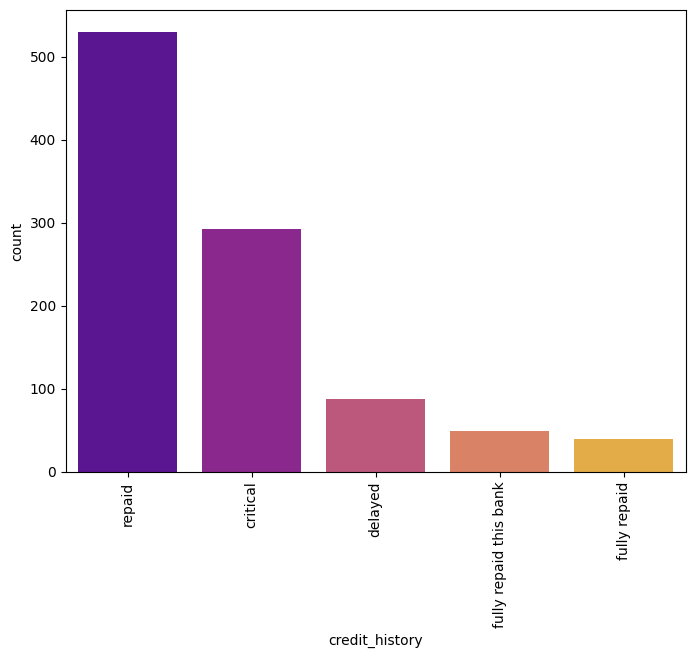 500
400
300
200
100
0
count
repaid
critical
delayed
fully repaid this bank
fully repaid
credit_history